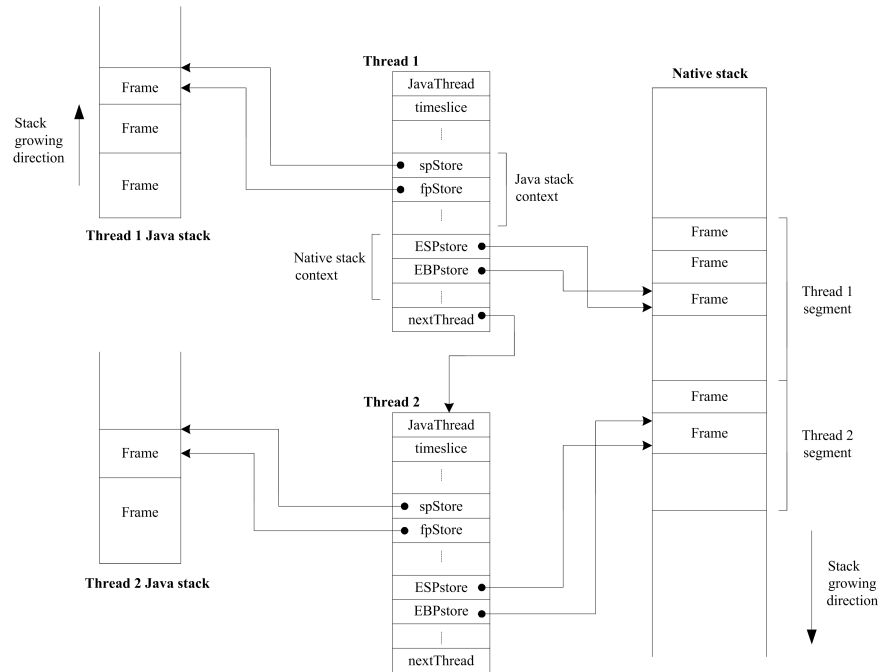 Frame
Frame
Frame
Stack
growing
direction
Thread 1 Java stack
Thread 1
JavaThread
timeslice
spStore
fpStore
Java stack
context
ESPstore
EBPstore
Native stack
context
nextThread
Native stack
Frame
Frame
Frame
Thread 1
segment
Frame
Frame
Thread 2
segment
Stack
growing
direction
Frame
Frame
Thread 2 Java stack
Thread 2
JavaThread
timeslice
spStore
fpStore
ESPstore
EBPstore
nextThread